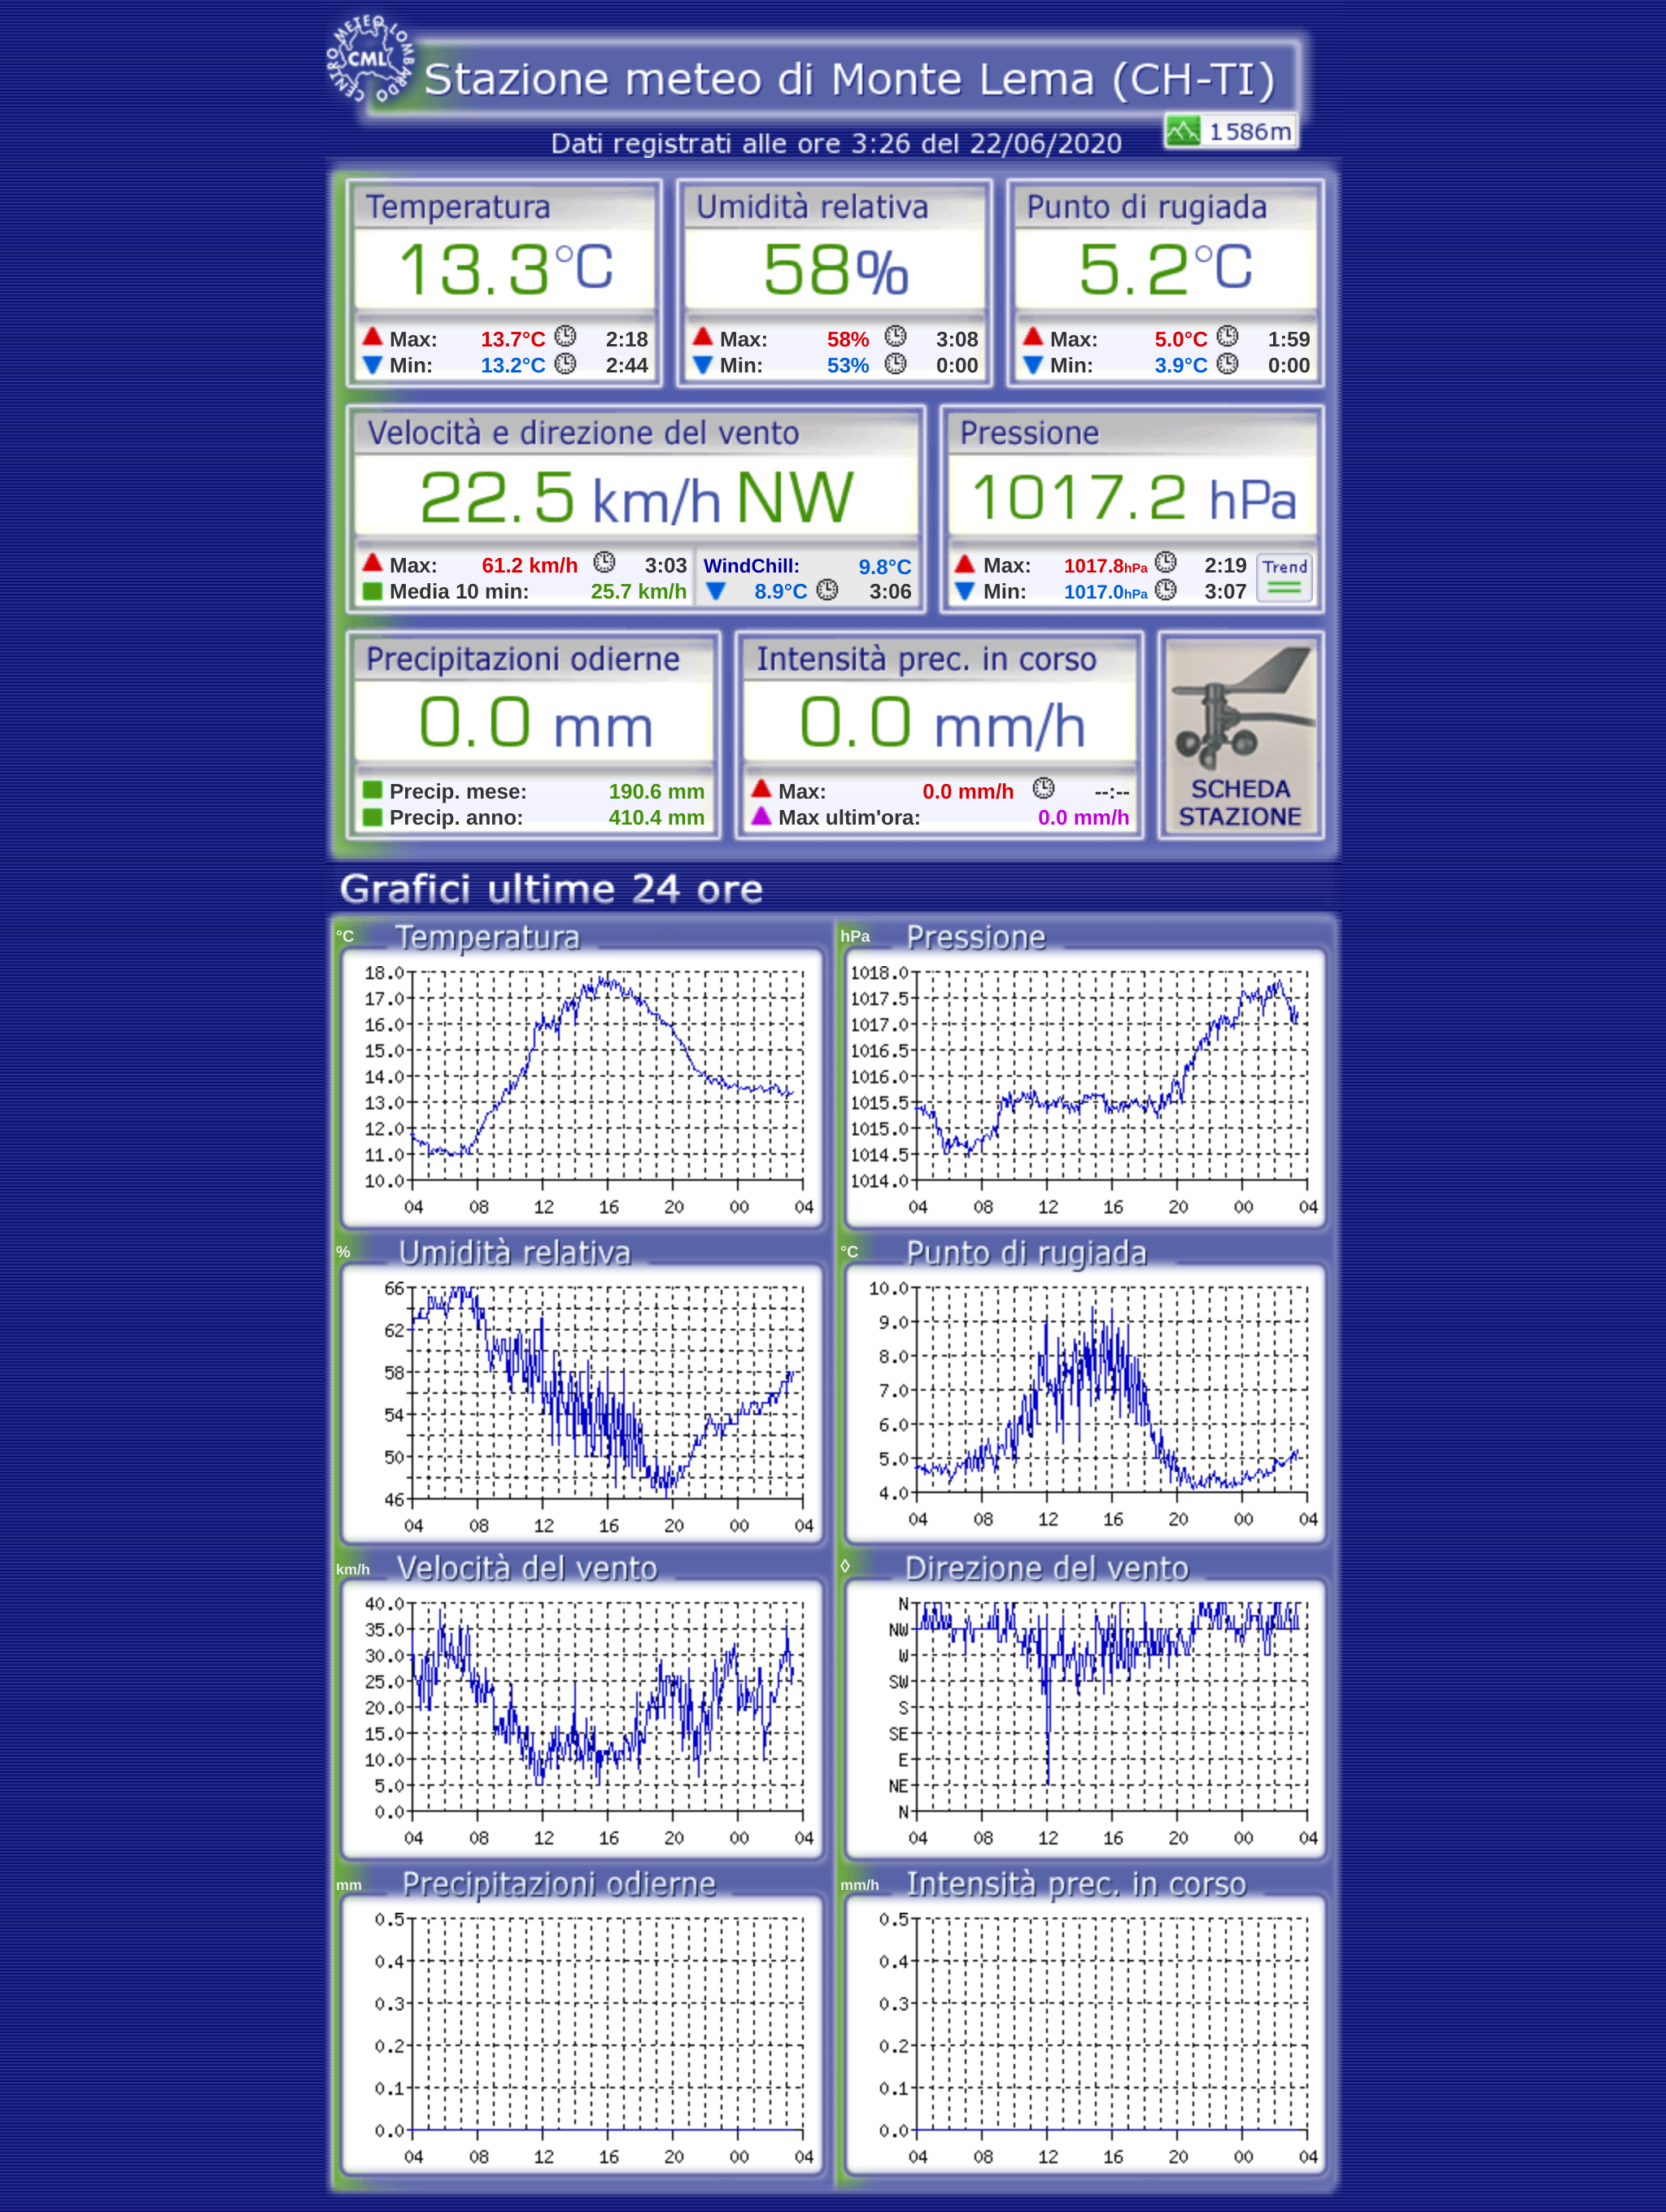 CENTRO METEO LOMBARDO
CML
Stazione meteo di Monte Lema (CH-TI)
1586m
Dati registrati alle ore 3:26 del 22/06/2020
Temperatura
13.3°C
Max: 13.7°C 2:18
Min: 13.2°C 2:44
Umidità relativa
58%
Max: 58% 3:08
Min: 53% 0:00
Punto di rugiada
5.2°C
Max: 5.0°C 1:59
Min: 3.9°C 0:00
Velocità e direzione del vento
22.5 km/h NW
Max: 61.2 km/h 3:03
Media 10 min: 25.7 km/h
WindChill: 9.8°C
8.9°C 3:06
Pressione
1017.2 hPa
Max: 1017.8hPa 2:19
Min: 1017.0hPa 3:07
Trend
Precipitazioni odierne
0.0 mm
Precip. mese: 190.6 mm
Precip. anno: 410.4 mm
Intensità prec. in corso
0.0 mm/h
Max: 0.0 mm/h --:--
Max ultim'ora: 0.0 mm/h
SCHEDA
STAZIONE
Grafici ultime 24 ore
°C Temperatura
18.0
17.0
16.0
15.0
14.0
13.0
12.0
11.0
10.0
04 08 12 16 20 00 04
hPa Pressione
1018.0
1017.5
1017.0
1016.5
1016.0
1015.5
1015.0
1014.5
1014.0
04 08 12 16 20 00 04
% Umidità relativa
66
62
58
54
50
46
04 08 12 16 20 00 04
°C Punto di rugiada
10.0
9.0
8.0
7.0
6.0
5.0
4.0
04 08 12 16 20 00 04
km/h Velocità del vento
40.0
35.0
30.0
25.0
20.0
15.0
10.0
5.0
0.0
04 08 12 16 20 00 04
◊ Direzione del vento
N
NW
W
SW
S
SE
E
NE
N
04 08 12 16 20 00 04
mm Precipitazioni odierne
0.5
0.4
0.3
0.2
0.1
0.0
04 08 12 16 20 00 04
mm/h Intensità prec. in corso
0.5
0.4
0.3
0.2
0.1
0.0
04 08 12 16 20 00 04